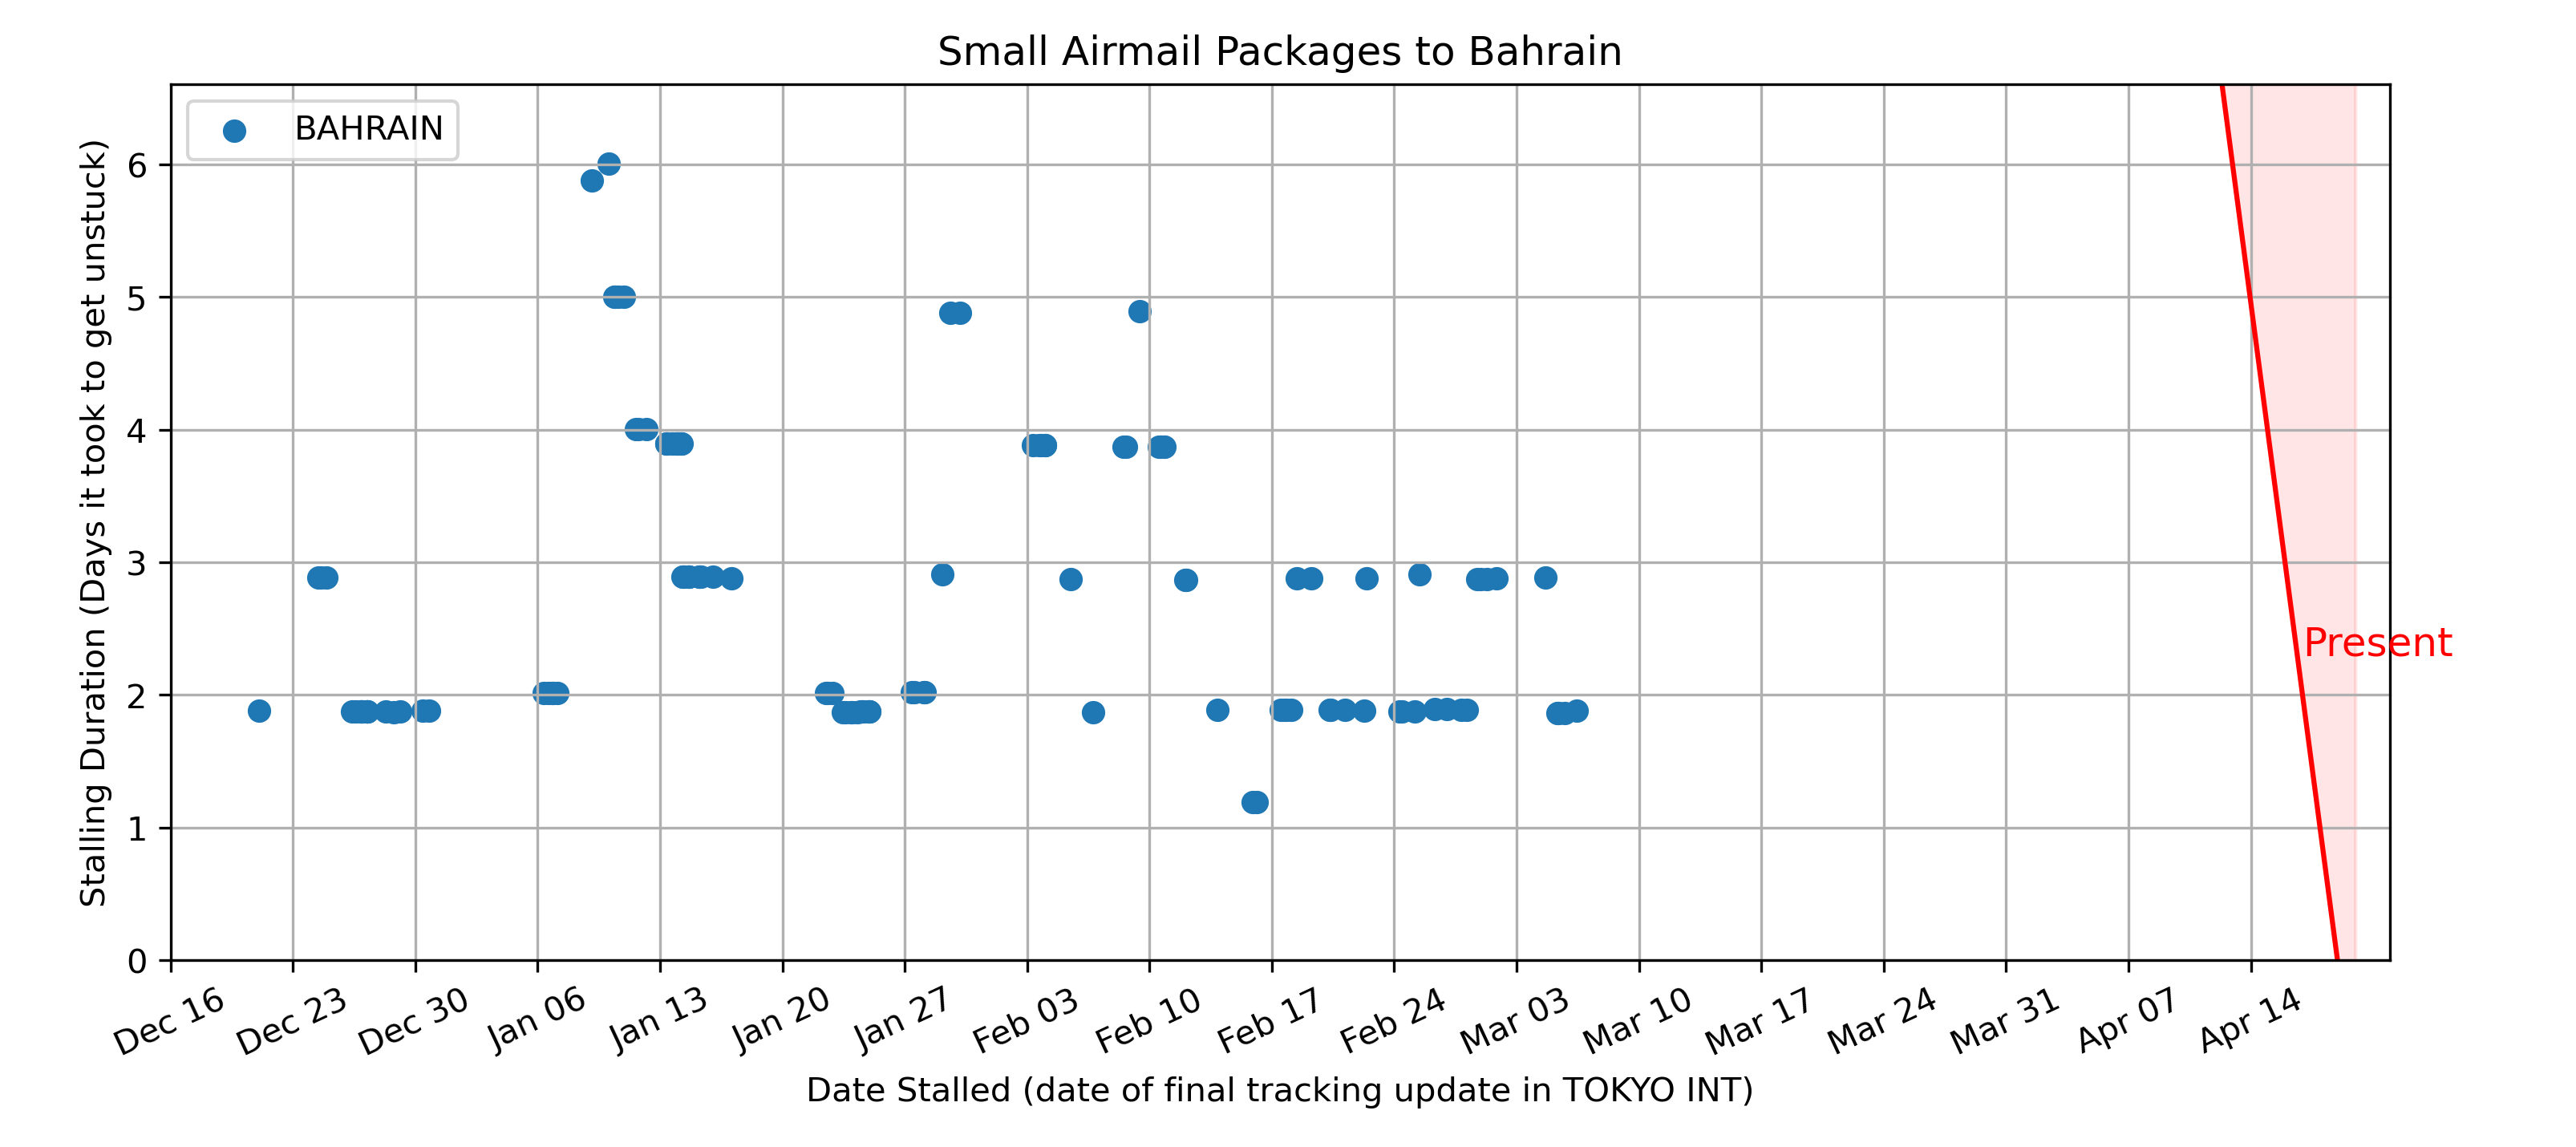 Small Airmail Packages to Bahrain
BAHRAIN
Stalling Duration (Days it took to get unstuck)
6
5
4
3
2
1
0
Present
Dec 16
Dec 23
Dec 30
Jan 06
Jan 13
Jan 20
Jan 27
Feb 03
Feb 10
Feb 17
Feb 24
Mar 03
Mar 10
Mar 17
Mar 24
Mar 31
Apr 07
Apr 14
Date Stalled (date of final tracking update in TOKYO INT)